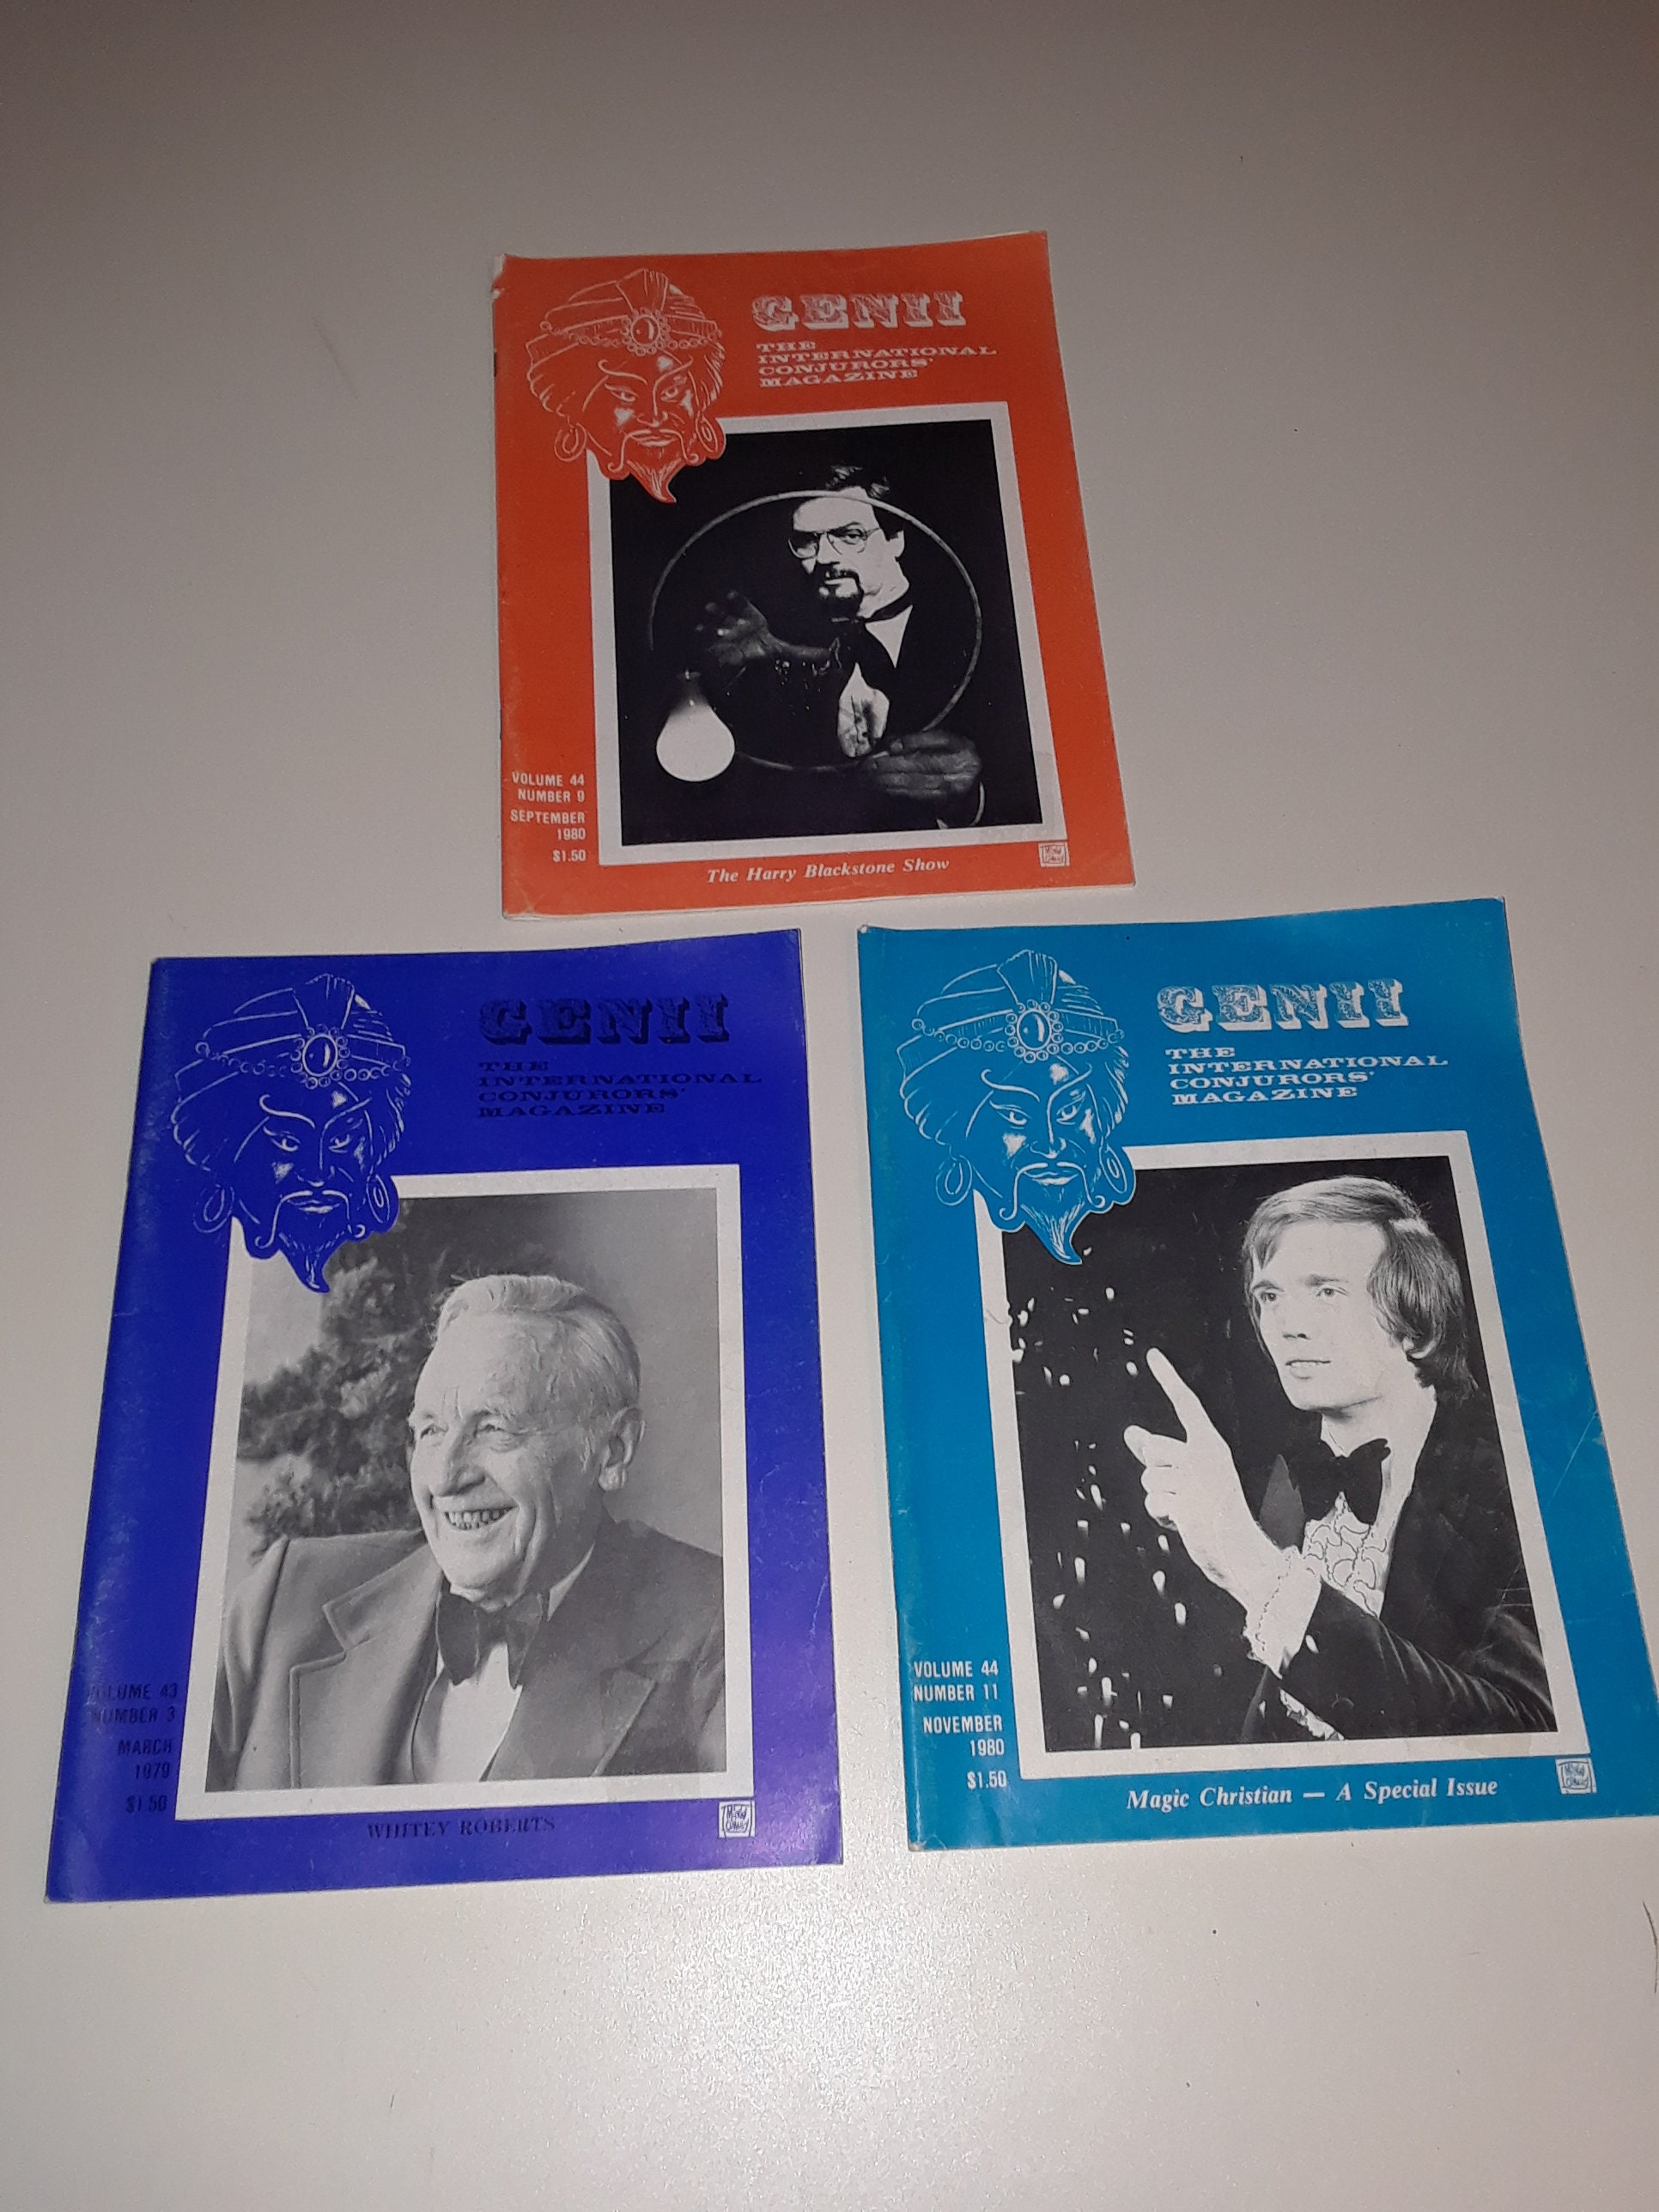 GENII
THE
INTERNATIONAL
CONJURORS'
MAGAZINE
VOLUME 44
NUMBER 9
SEPTEMBER
1980
$1.50
The Harry Blackstone Show
GENII
THE
INTERNATIONAL
CONJURORS'
MAGAZINE
VOLUME 43
NUMBER 3
MARCH
1979
$1.50
WHITEY ROBERTS
GENII
THE
INTERNATIONAL
CONJURORS'
MAGAZINE
VOLUME 44
NUMBER 11
NOVEMBER
1980
$1.50
Magic Christian — A Special Issue